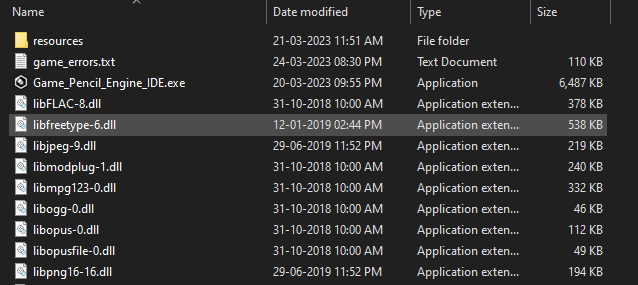 Name Date modified Type Size
resources 21-03-2023 11:51 AM File folder
game_errors.txt 24-03-2023 08:30 PM Text Document 110 KB
Game_Pencil_Engine_IDE.exe 20-03-2023 09:55 PM Application 6,487 KB
libFLAC-8.dll 31-10-2018 10:00 AM Application exten... 378 KB
libfreetype-6.dll 12-01-2019 02:44 PM Application exten... 538 KB
libjpeg-9.dll 29-06-2019 11:52 PM Application exten... 219 KB
libmodplug-1.dll 31-10-2018 10:00 AM Application exten... 240 KB
libmpg123-0.dll 31-10-2018 10:00 AM Application exten... 332 KB
libogg-0.dll 31-10-2018 10:00 AM Application exten... 46 KB
libopus-0.dll 31-10-2018 10:00 AM Application exten... 112 KB
libopusfile-0.dll 31-10-2018 10:00 AM Application exten... 49 KB
libpng16-16.dll 29-06-2019 11:52 PM Application exten... 194 KB